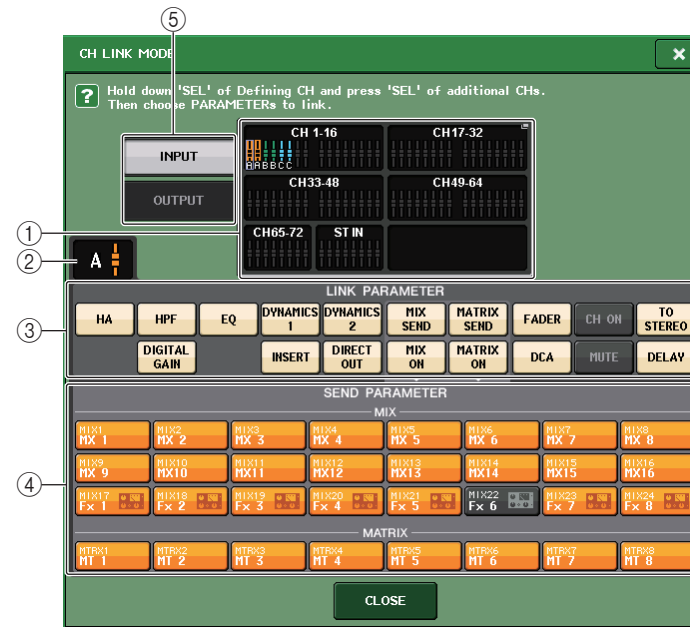 5
CH LINK MODE
×
? Hold down 'SEL' of Defining CH and press 'SEL' of additional CHs.
Then choose PARAMETERs to link.
INPUT
OUTPUT
CH 1-16
CH17-32
AABBCC
CH33-48
CH49-64
1
CH65-72
ST IN
2
A
LINK PARAMETER
3
HA
HPF
EQ
DYNAMICS 1
DYNAMICS 2
MIX SEND
MATRIX SEND
FADER
CH ON
TO STEREO
DIGITAL GAIN
INSERT
DIRECT OUT
MIX ON
MATRIX ON
DCA
MUTE
DELAY
SEND PARAMETER
MIX
MIX1 MIX2 MIX3 MIX4 MIX5 MIX6 MIX7 MIX8
MX 1 MX 2 MX 3 MX 4 MX 5 MX 6 MX 7 MX 8
MIX9 MIX10 MIX11 MIX12 MIX13 MIX14 MIX15 MIX16
MX 9 MX10 MX11 MX12 MX13 MX14 MX15 MX16
4
MIX17 MIX18 MIX19 MIX20 MIX21 MIX22 MIX23 MIX24
Fx 1 Fx 2 Fx 3 Fx 4 Fx 5 Fx 6 Fx 7 Fx 8
MATRIX
MTRX1 MTRX2 MTRX3 MTRX4 MTRX5 MTRX6 MTRX7 MTRX8
MT 1 MT 2 MT 3 MT 4 MT 5 MT 6 MT 7 MT 8
CLOSE